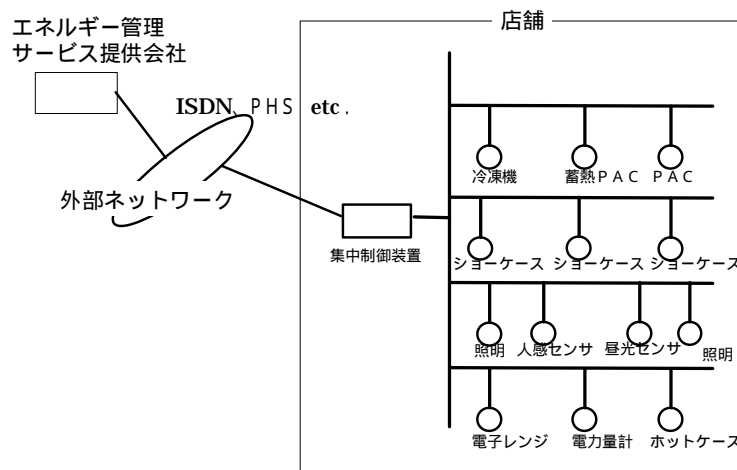 エネルギー管理
サービス提供会社
店舗
ISDN、PHS etc.
外部ネットワーク
集中制御装置
冷凍機 蓄熱PAC PAC
ショーケース ショーケース ショーケース
照明 人感センサ 昼光センサ 照明
電子レンジ 電力量計 ホットケース